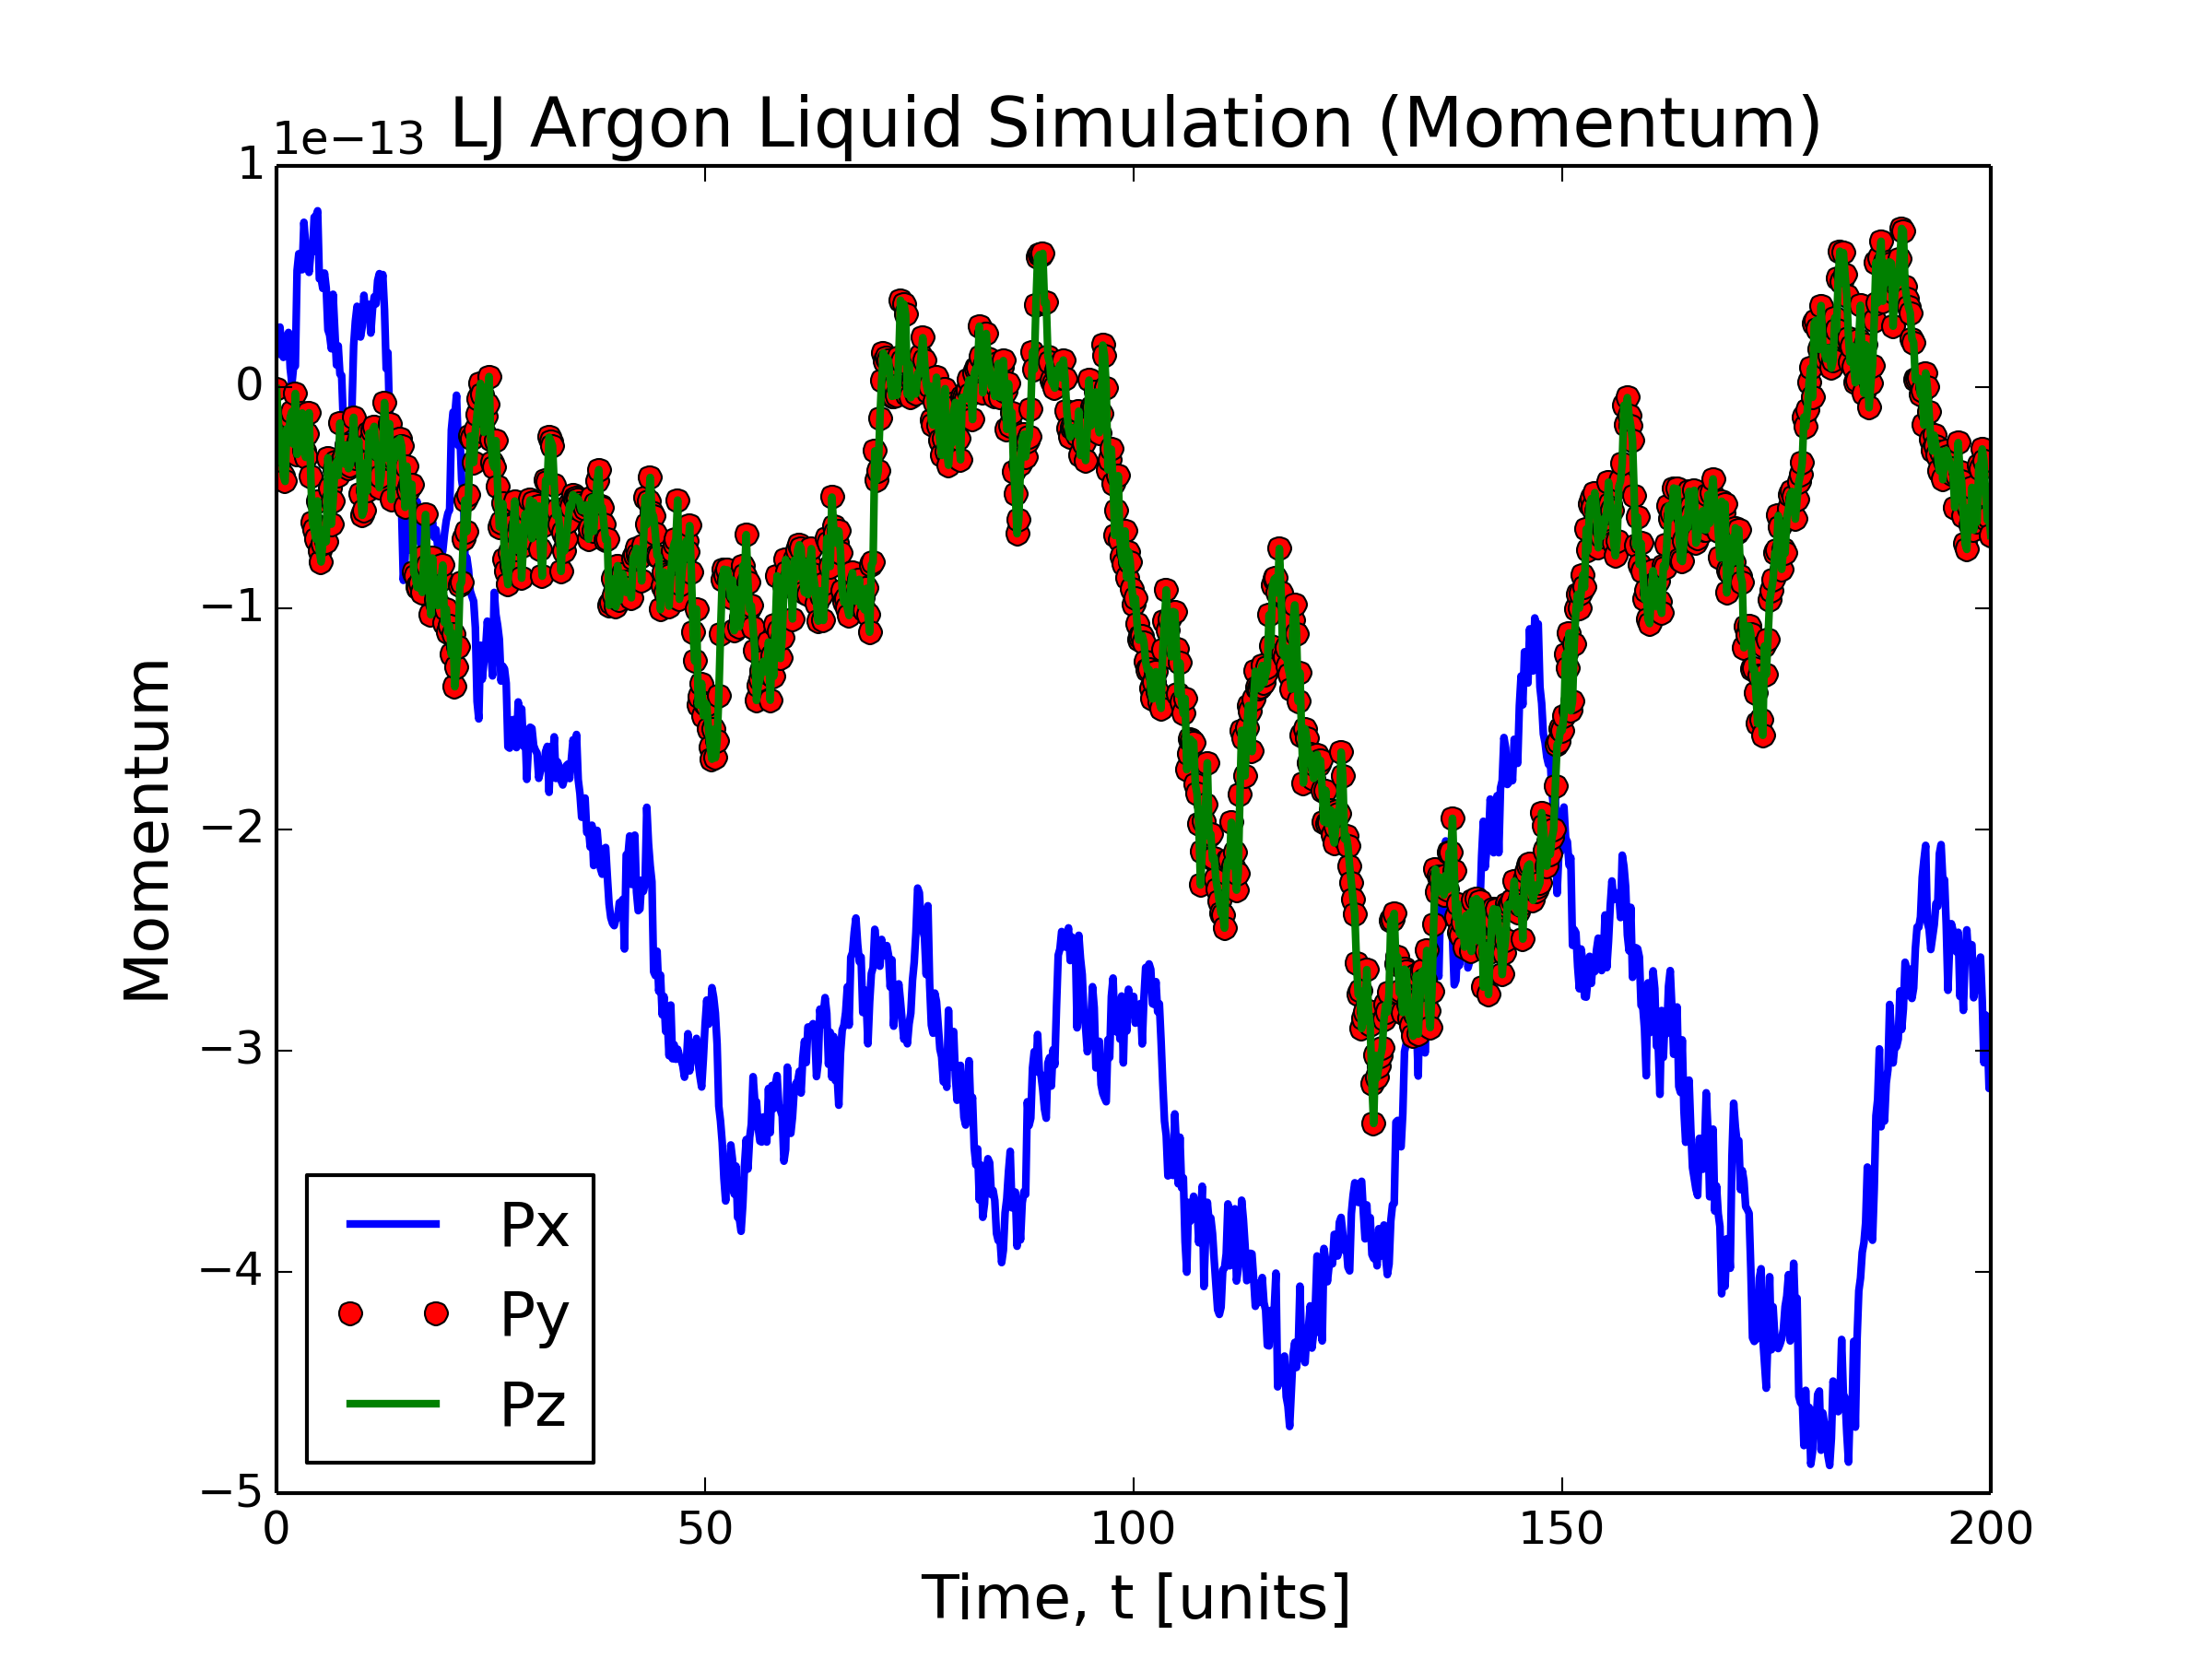 LJ Argon Liquid Simulation (Momentum)
1e−13
1
0
−1
−2
−3
−4
−5
Momentum
Px
Py
Pz
0 50 100 150 200
Time, t [units]